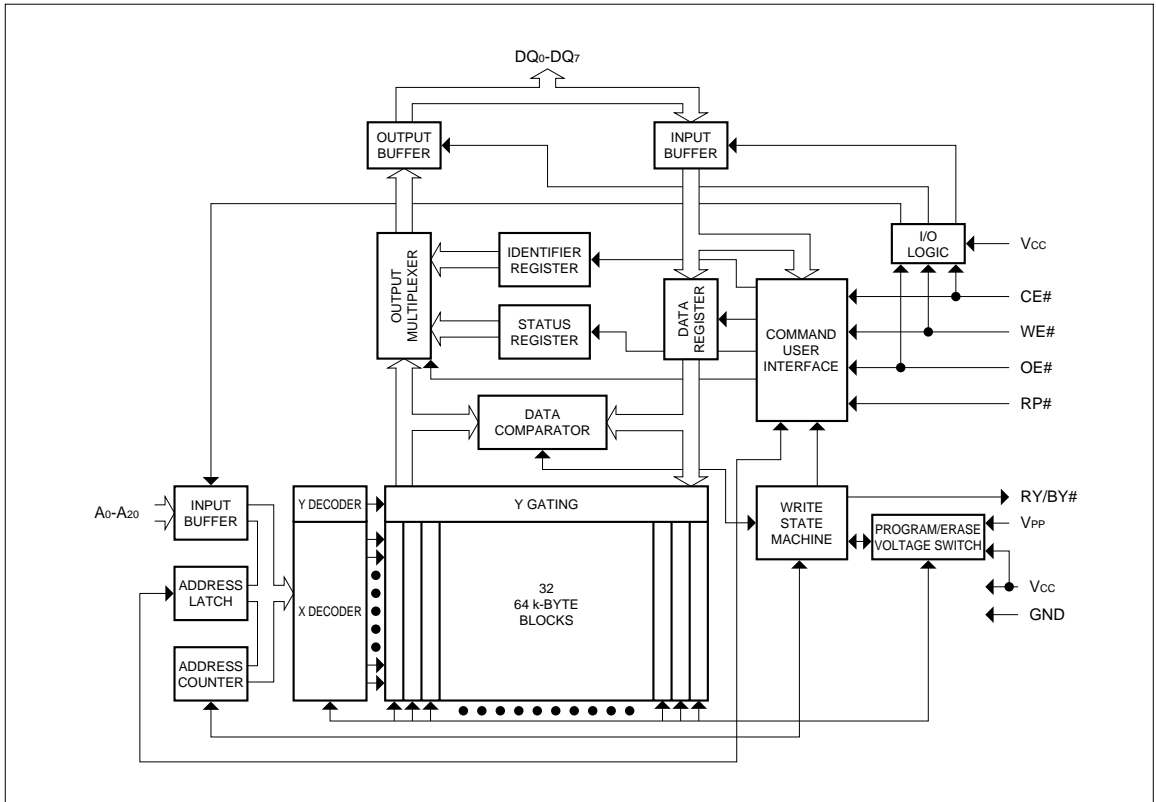 DQ0-DQ7
OUTPUT
BUFFER
INPUT
BUFFER
I/O
LOGIC
VCC
OUTPUT
MULTIPLEXER
IDENTIFIER
REGISTER
STATUS
REGISTER
DATA
REGISTER
COMMAND
USER
INTERFACE
CE#
WE#
OE#
RP#
DATA
COMPARATOR
A0-A20
INPUT
BUFFER
Y DECODER
Y GATING
WRITE
STATE
MACHINE
RY/BY#
PROGRAM/ERASE
VOLTAGE SWITCH
VPP
VCC
GND
ADDRESS
LATCH
X DECODER
32
64 k-BYTE
BLOCKS
ADDRESS
COUNTER